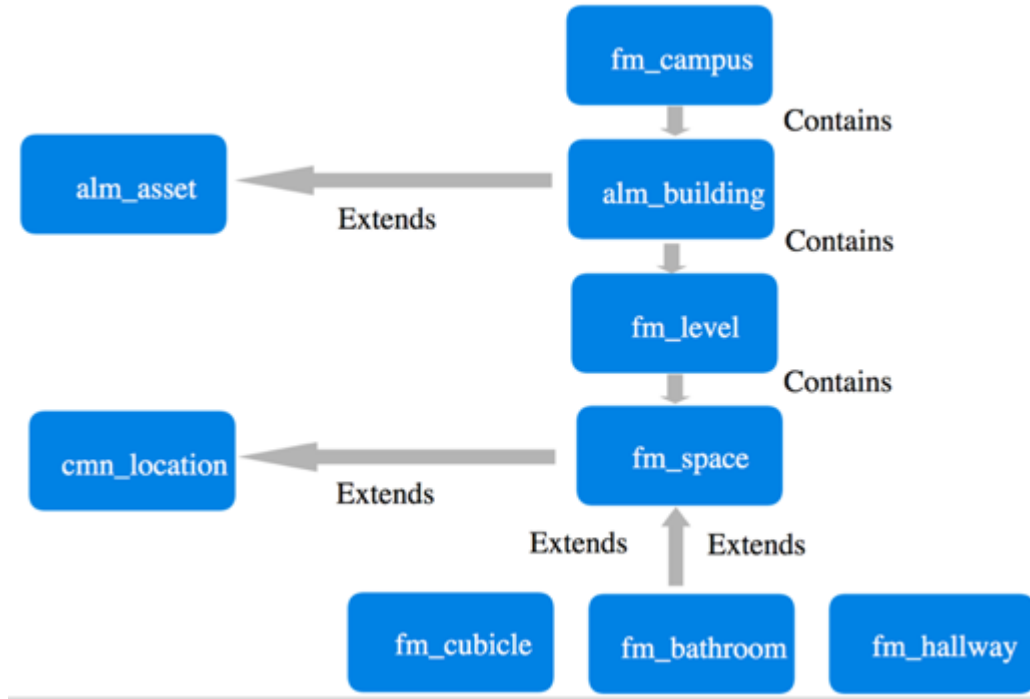 fm_campus
Contains
alm_asset
alm_building
Extends
Contains
fm_level
Contains
cmn_location
fm_space
Extends
Extends Extends
fm_cubicle
fm_bathroom
fm_hallway